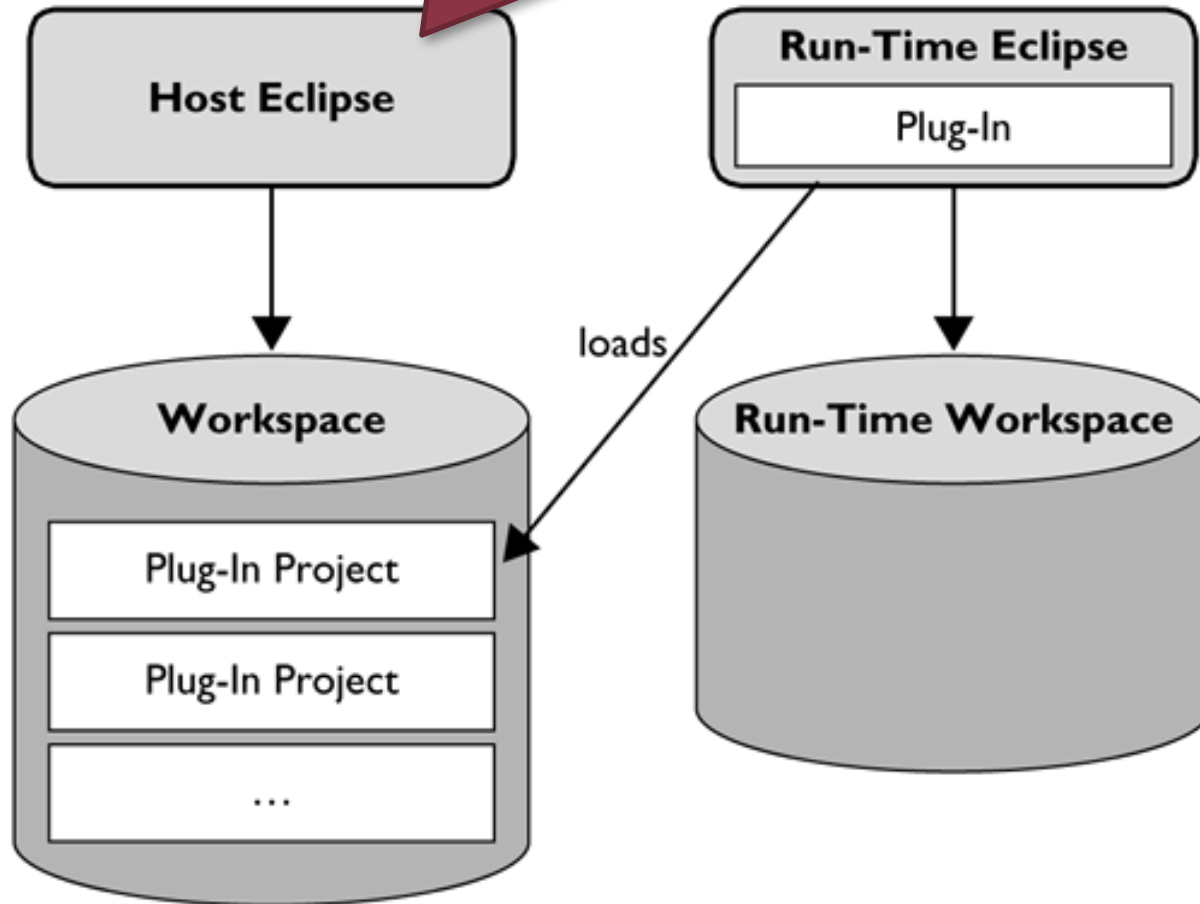 Host Eclipse
Run-Time Eclipse
Plug-In
loads
Workspace
Run-Time Workspace
Plug-In Project
Plug-In Project
...